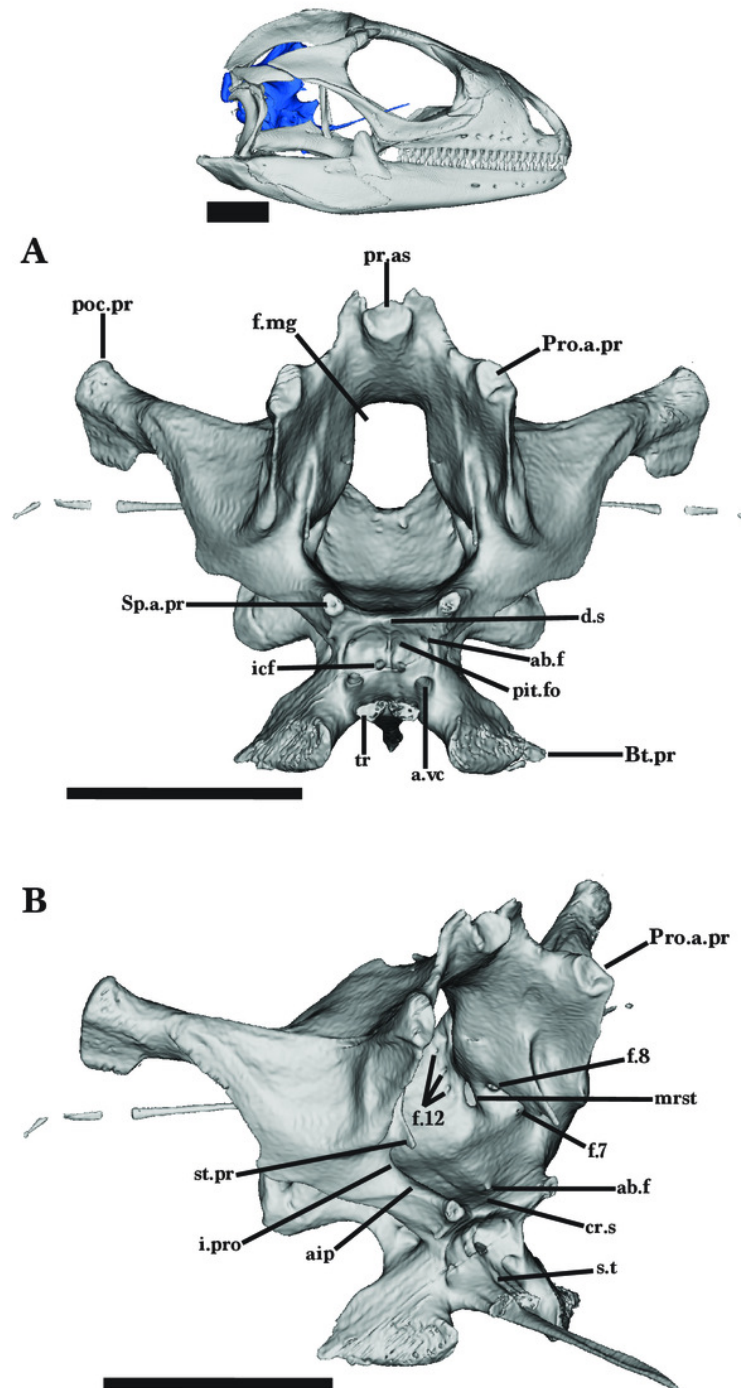 A
pr.as
poc.pr
f.mg
Pro.a.pr
Sp.a.pr
d.s
ab.f
icf
pit.fo
tr
a.vc
Bt.pr
B
Pro.a.pr
f.8
mrst
f.12
f.7
st.pr
ab.f
i.pro
cr.s
aip
s.t